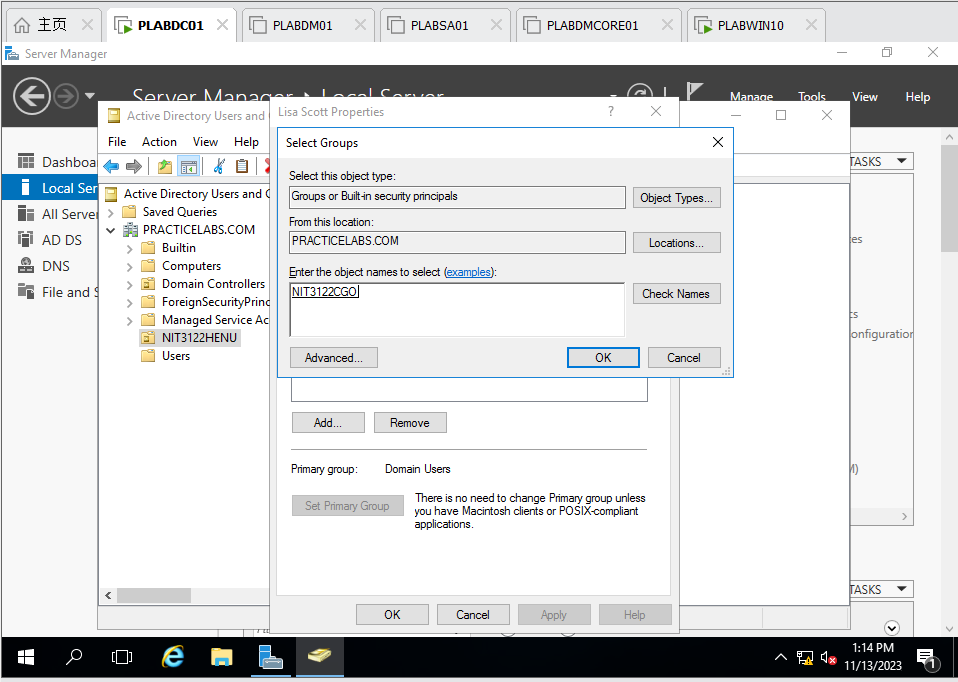 主页
PLABDC01
PLABDM01
PLABSA01
PLABDMCORE01
PLABWIN10
Server Manager
Server Manager Local Server
Manage Tools View Help
Active Directory Users and
File Action View Help
Lisa Scott Properties
?
Dashboa
Local Ser
All Server
AD DS
DNS
File and S
Active Directory Users and C
Saved Queries
PRACTICELABS.COM
Builtin
Computers
Domain Controllers
ForeignSecurityPrinc
Managed Service Ac
NIT3122HENU
Users
Select Groups
Select this object type:
Groups or Built-in security principals
Object Types...
From this location:
PRACTICELABS.COM
Locations...
Enter the object names to select (examples):
NIT3122CGO
Check Names
Advanced...
OK
Cancel
Add...
Remove
Primary group: Domain Users
Set Primary Group
There is no need to change Primary group unless
you have Macintosh clients or POSIX-compliant
applications.
OK
Cancel
Apply
Help
TASKS
es
cs
onfiguration
M)
TASKS
1:14 PM
11/13/2023
1